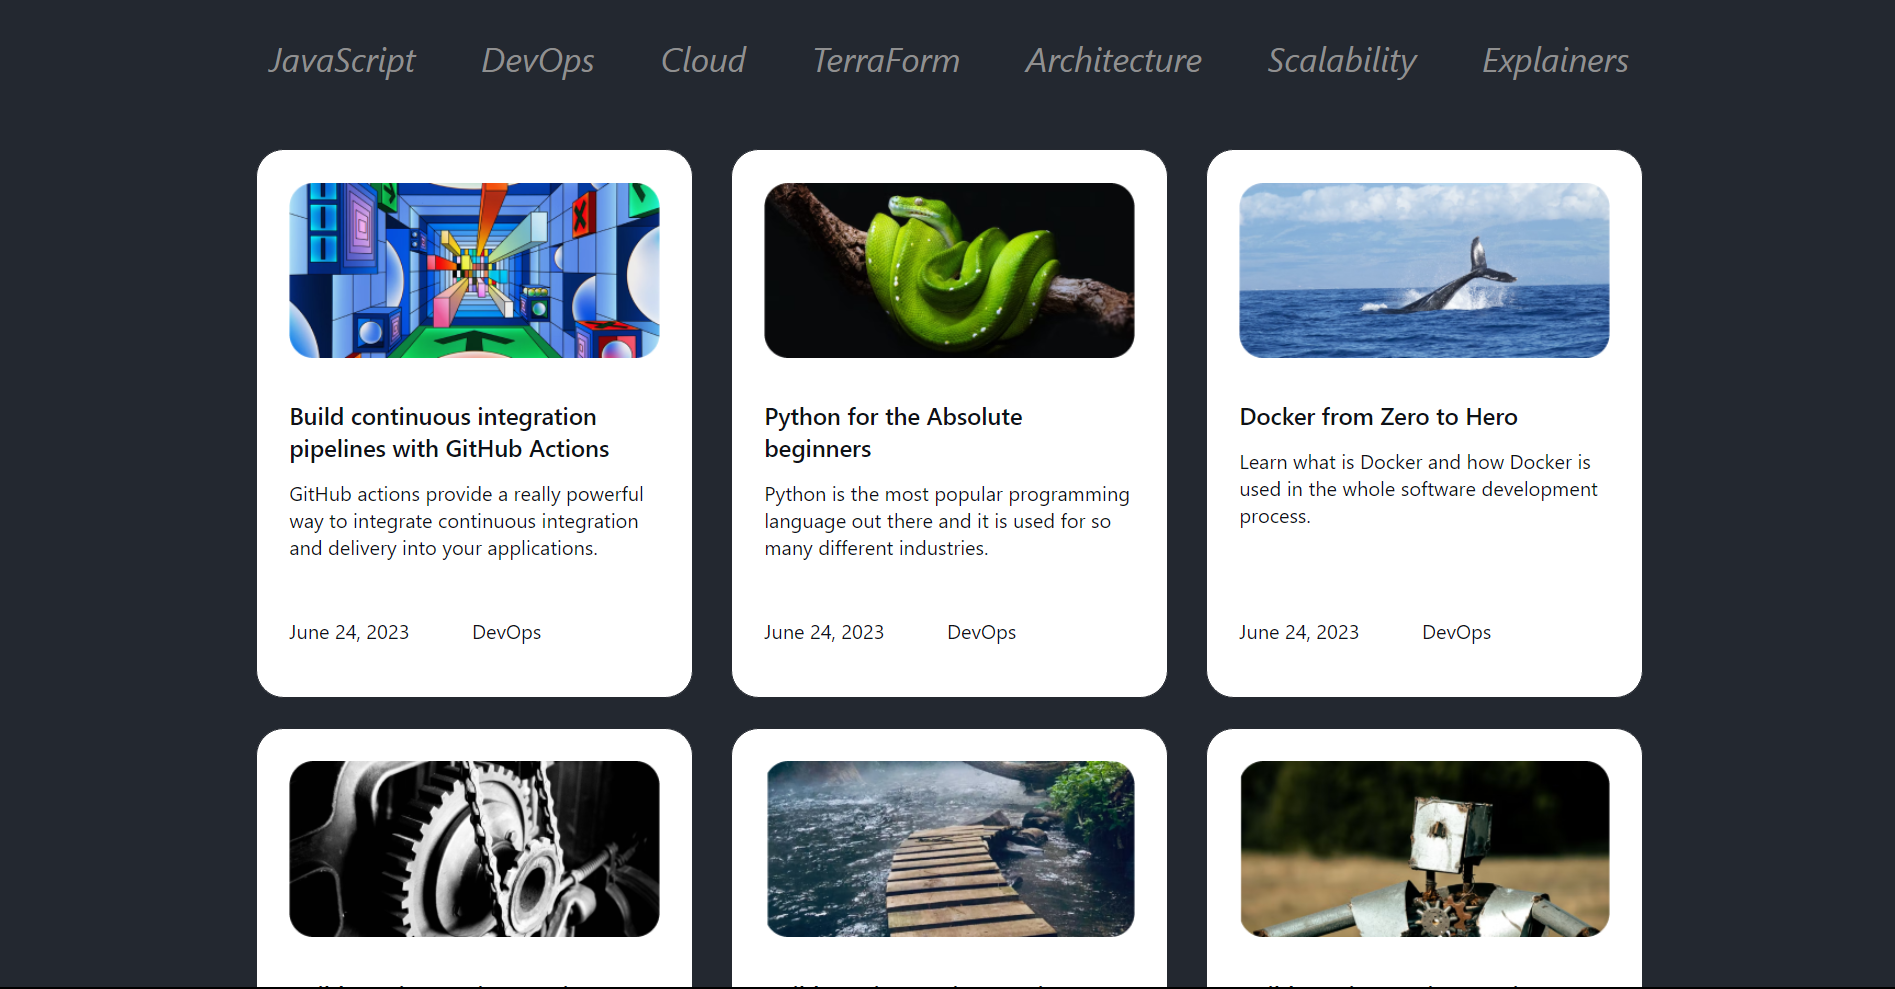 JavaScript DevOps Cloud TerraForm Architecture Scalability Explainers
Build continuous integration
pipelines with GitHub Actions
GitHub actions provide a really powerful
way to integrate continuous integration
and delivery into your applications.
June 24, 2023 DevOps
Python for the Absolute
beginners
Python is the most popular programming
language out there and it is used for so
many different industries.
June 24, 2023 DevOps
Docker from Zero to Hero
Learn what is Docker and how Docker is
used in the whole software development
process.
June 24, 2023 DevOps